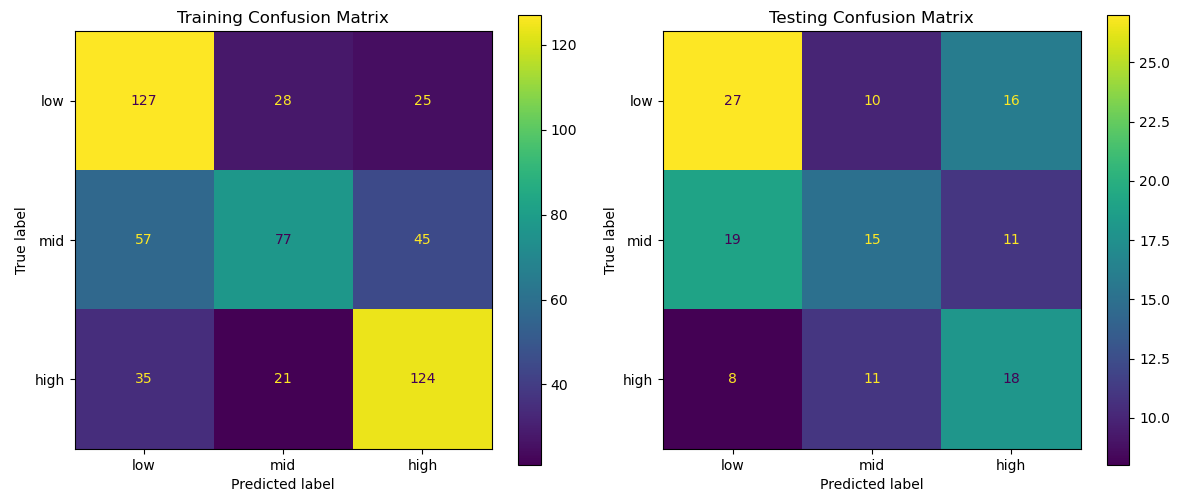 Training Confusion Matrix
low
127
28
25
mid
57
77
45
high
35
21
124
low
mid
high
Predicted label
True label
120
100
80
60
40
Testing Confusion Matrix
low
27
10
16
mid
19
15
11
high
8
11
18
low
mid
high
Predicted label
True label
25.0
22.5
20.0
17.5
15.0
12.5
10.0